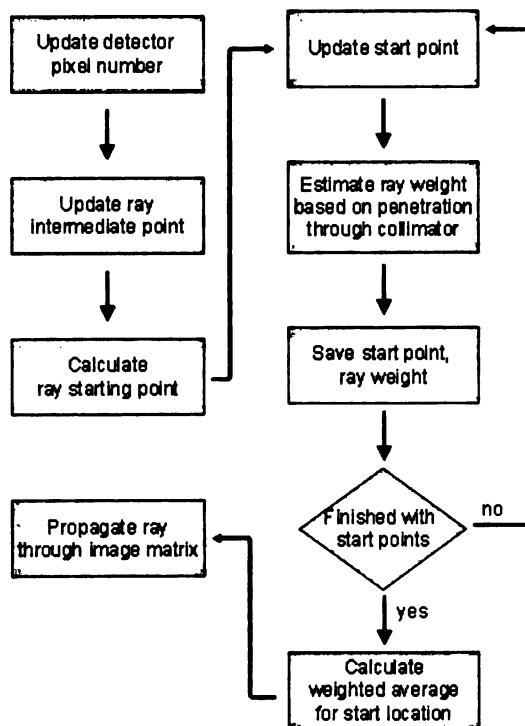 Update detector
pixel number
Update ray
intermediate point
Calculate
ray starting point
Update start point
Estimate ray weight
based on penetration
through collimator
Save start point,
ray weight
Finished with
start points
no
yes
Calculate
weighted average
for start location
Propagate ray
through image matrix